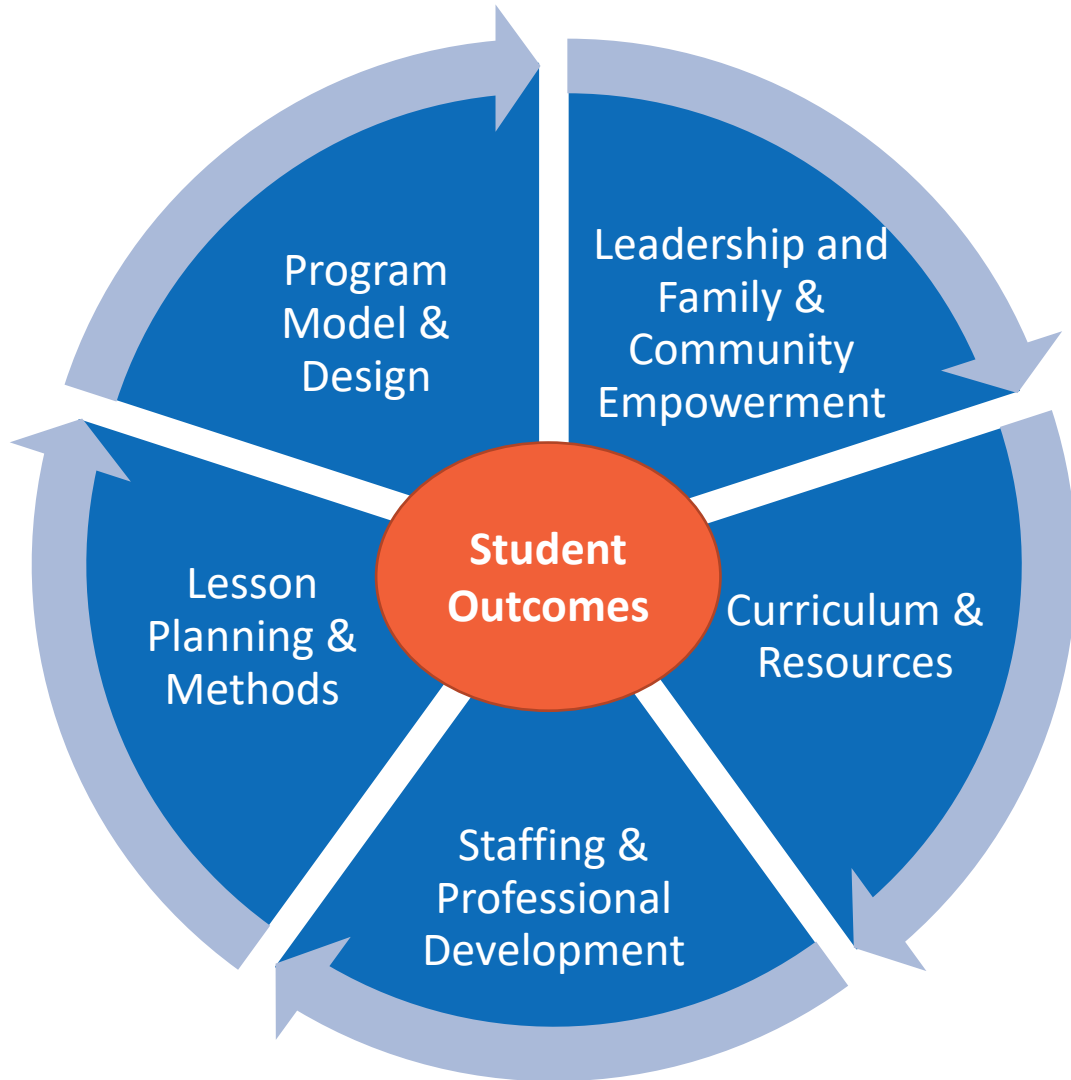 Program
Model &
Design
Leadership and
Family &
Community
Empowerment
Student
Outcomes
Lesson
Planning &
Methods
Curriculum &
Resources
Staffing &
Professional
Development